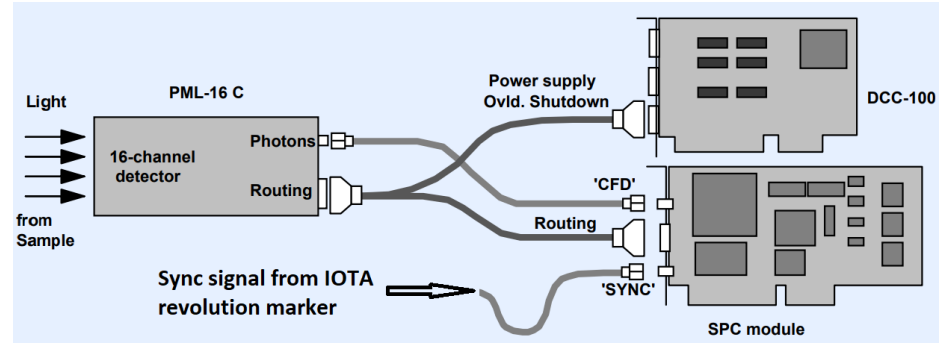 PML-16 C
Light
16-channel
detector
Photons
Routing
from
Sample
Power supply
Ovld. Shutdown
DCC-100
'CFD'
Routing
'SYNC'
SPC module
Sync signal from IOTA
revolution marker